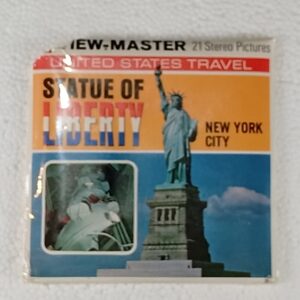 VIEW-MASTER 21 Stereo Pictures
UNITED STATES TRAVEL
STATUE OF
LIBERTY
NEW YORK
CITY